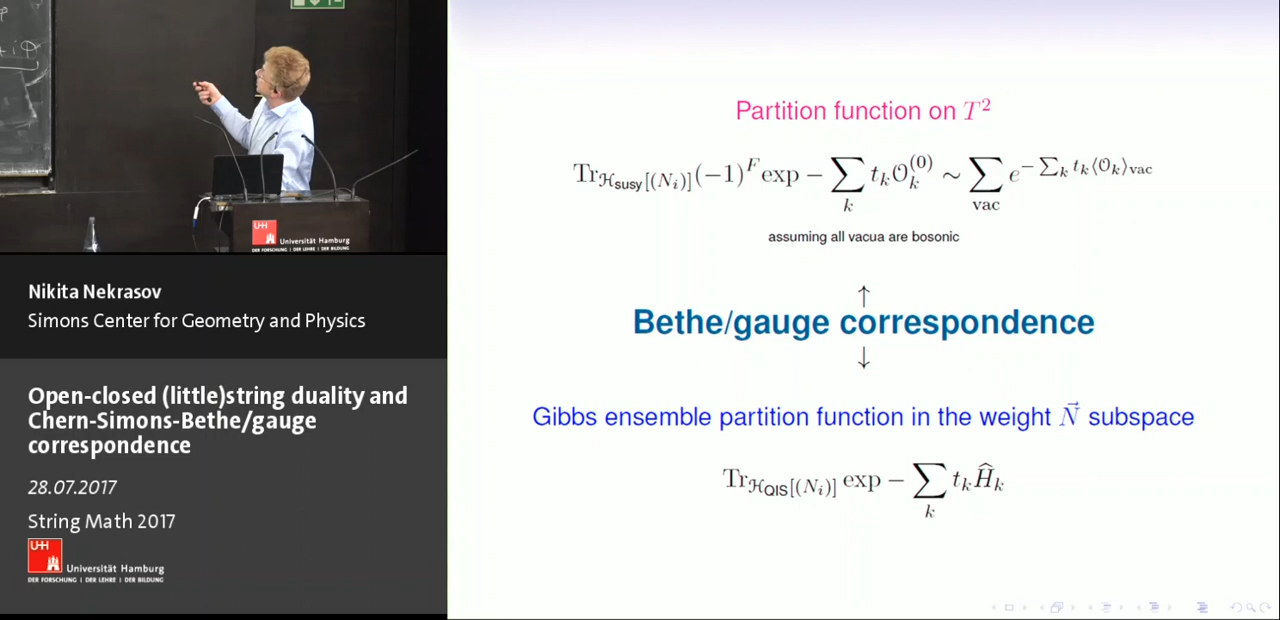 UHH
Universität Hamburg
DER FORSCHUNG | DER LEHRE | DER BILDUNG
Nikita Nekrasov
Simons Center for Geometry and Physics
Open-closed (little)string duality and
Chern-Simons-Bethe/gauge
correspondence
28.07.2017
String Math 2017
UHH
Universität Hamburg
DER FORSCHUNG | DER LEHRE | DER BILDUNG
Partition function on T²
Tr_{ℋ_susy[(N_i)]} (−1)^F exp − ∑_k t_k 𝒪_k^{(0)} ∼ ∑_vac e^{− ∑_k t_k ⟨𝒪_k⟩_vac}
assuming all vacua are bosonic
↑
Bethe/gauge correspondence
↓
Gibbs ensemble partition function in the weight N⃗ subspace
Tr_{ℋ_QIS[(N_i)]} exp − ∑_k t_k Ĥ_k